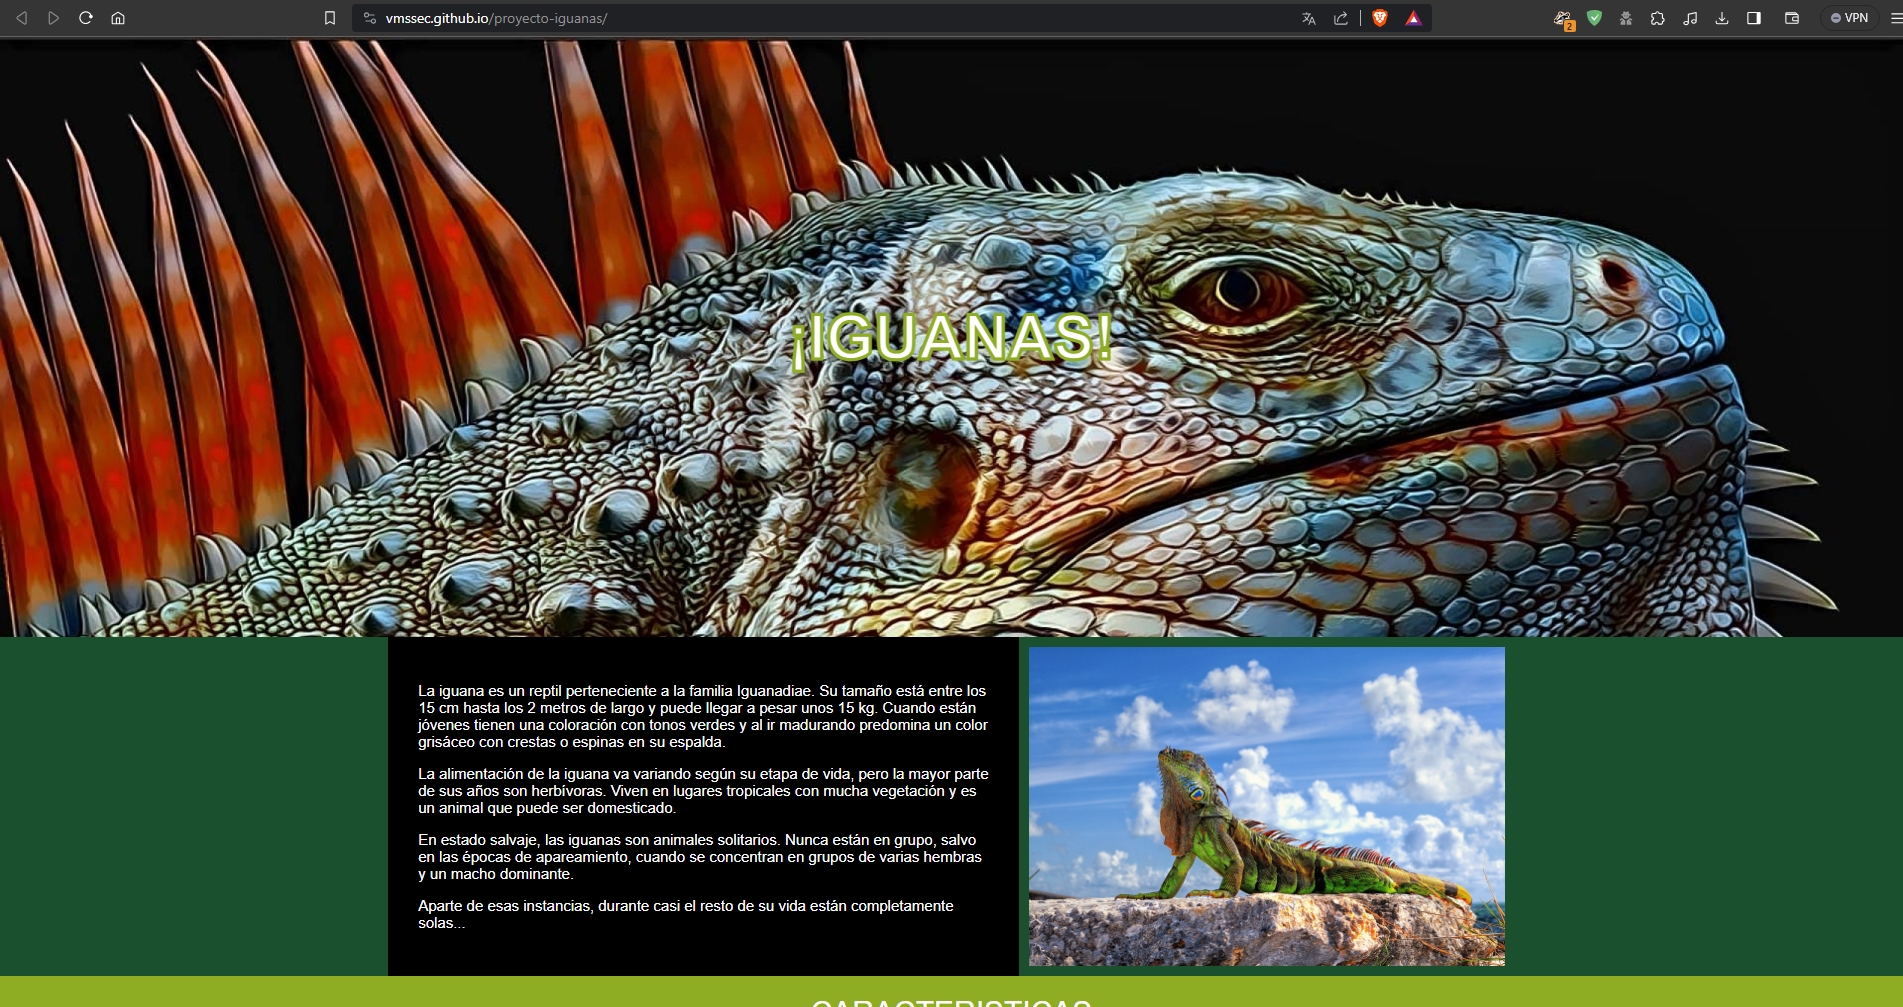 vmssec.github.io/proyecto-iguanas/
2
VPN
¡IGUANAS!
La iguana es un reptil perteneciente a la familia Iguanadiae. Su tamaño está entre los
15 cm hasta los 2 metros de largo y puede llegar a pesar unos 15 kg. Cuando están
jóvenes tienen una coloración con tonos verdes y al ir madurando predomina un color
grisáceo con crestas o espinas en su espalda.
La alimentación de la iguana va variando según su etapa de vida, pero la mayor parte
de sus años son herbívoras. Viven en lugares tropicales con mucha vegetación y es
un animal que puede ser domesticado.
En estado salvaje, las iguanas son animales solitarios. Nunca están en grupo, salvo
en las épocas de apareamiento, cuando se concentran en grupos de varias hembras
y un macho dominante.
Aparte de esas instancias, durante casi el resto de su vida están completamente
solas...
CARACTERISTICAS